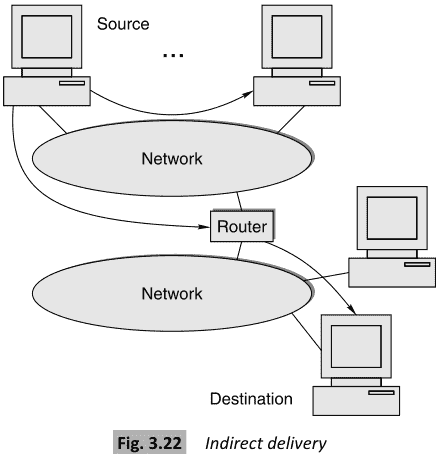 Source
...
Network
Router
Network
Destination
Fig. 3.22 Indirect delivery